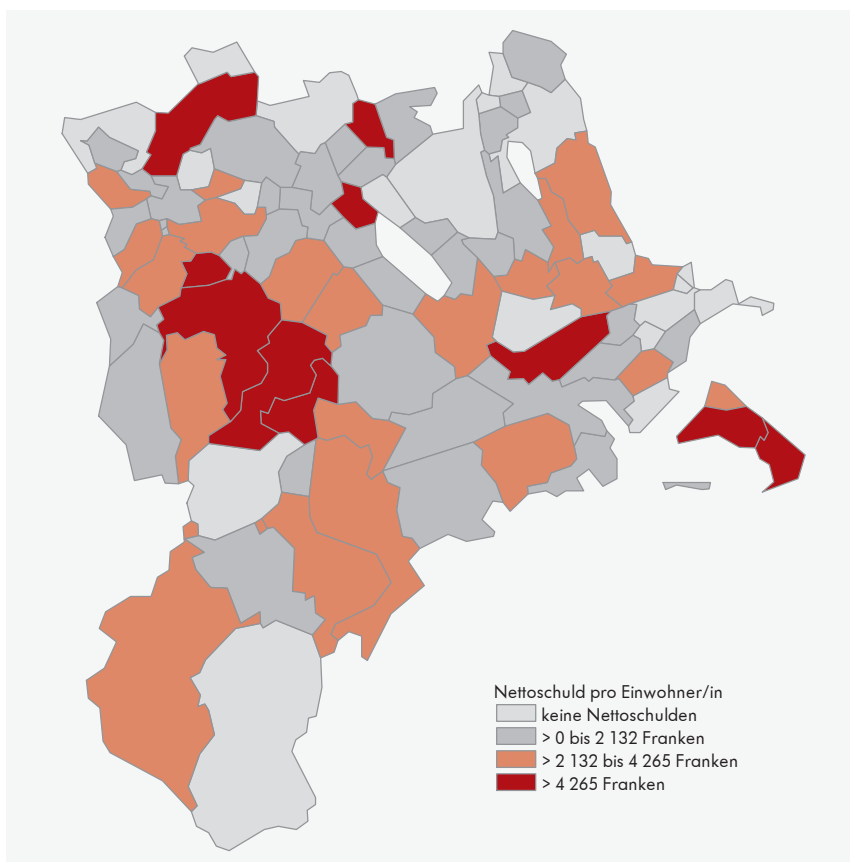 Nettoschuld pro Einwohner/in
keine Nettoschulden
> 0 bis 2 132 Franken
> 2 132 bis 4 265 Franken
> 4 265 Franken